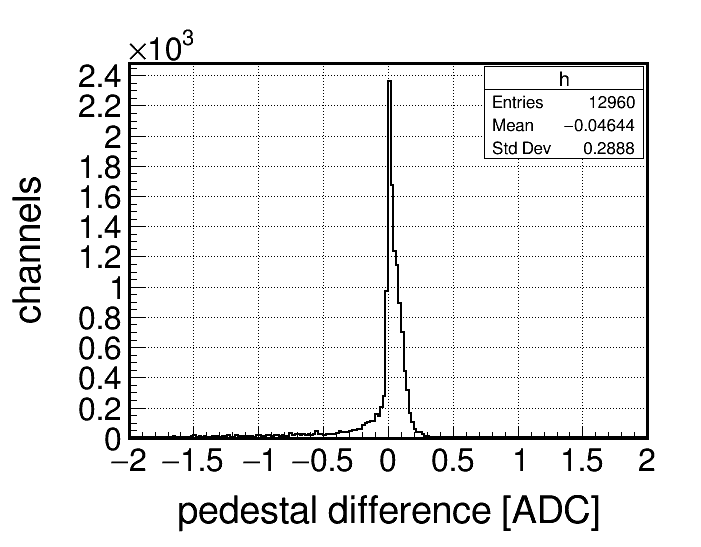 ×10³
2.4
2.2
2
1.8
1.6
1.4
1.2
1
0.8
0.6
0.4
0.2
0
channels
h
Entries 12960
Mean −0.04644
Std Dev 0.2888
−2 −1.5 −1 −0.5 0 0.5 1 1.5 2
pedestal difference [ADC]